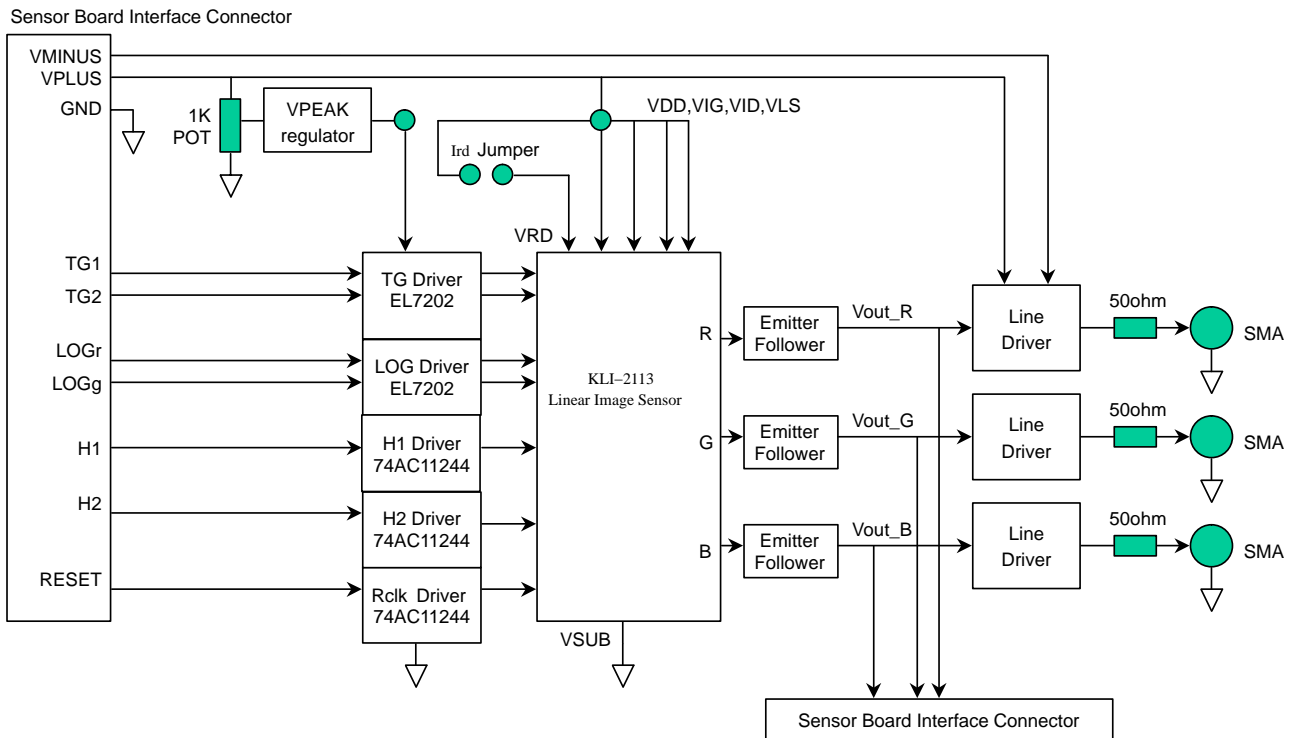 Sensor Board Interface Connector
VMINUS
VPLUS
GND
1K
POT
VPEAK
regulator
VDD,VIG,VID,VLS
Ird Jumper
VRD
TG1
TG2
TG Driver
EL7202
LOGr
LOGg
LOG Driver
EL7202
H1
H1 Driver
74AC11244
H2
H2 Driver
74AC11244
RESET
Rclk Driver
74AC11244
KLI–2113
Linear Image Sensor
VSUB
R
Emitter
Follower
Vout_R
Line
Driver
50ohm
SMA
G
Emitter
Follower
Vout_G
Line
Driver
50ohm
SMA
B
Emitter
Follower
Vout_B
Line
Driver
50ohm
SMA
Sensor Board Interface Connector